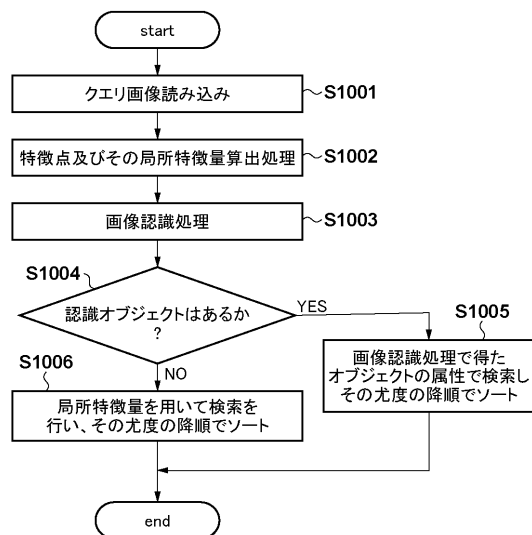 start
クエリ画像読み込み
S1001
特徴点及びその局所特徴量算出処理
S1002
画像認識処理
S1003
S1004
認識オブジェクトはあるか
?
YES
NO
S1005
画像認識処理で得た
オブジェクトの属性で検索し
その尤度の降順でソート
S1006
局所特徴量を用いて検索を
行い、その尤度の降順でソート
end